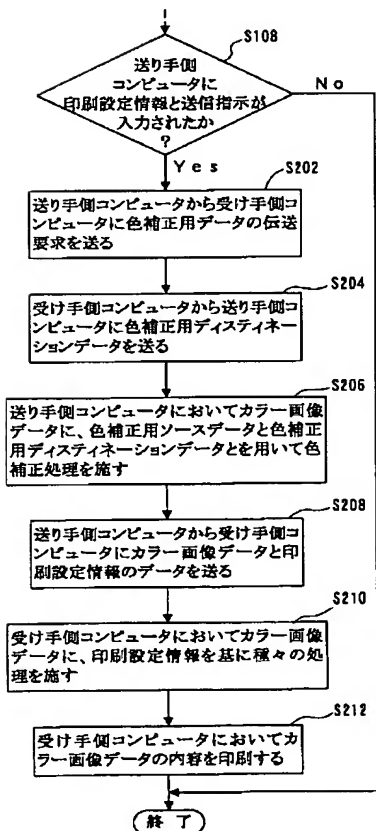 S108
送り手側
コンピュータに
印刷設定情報と送信指示が
入力されたか
?
No
Yes
S202
送り手側コンピュータから受け手側コ
ンピュータに色補正用データの伝送
要求を送る
S204
受け手側コンピュータから送り手側コ
ンピュータに色補正用ディスティネー
ションデータを送る
S206
送り手側コンピュータにおいてカラー画像
データに、色補正用ソースデータと色補正
用ディスティネーションデータとを用いて色
補正処理を施す
S208
送り手側コンピュータから受け手側コ
ンピュータにカラー画像データと印
刷設定情報のデータを送る
S210
受け手側コンピュータにおいてカラー画像
データに、印刷設定情報を基に種々の処
理を施す
S212
受け手側コンピュータにおいてカ
ラー画像データの内容を印刷する
終了